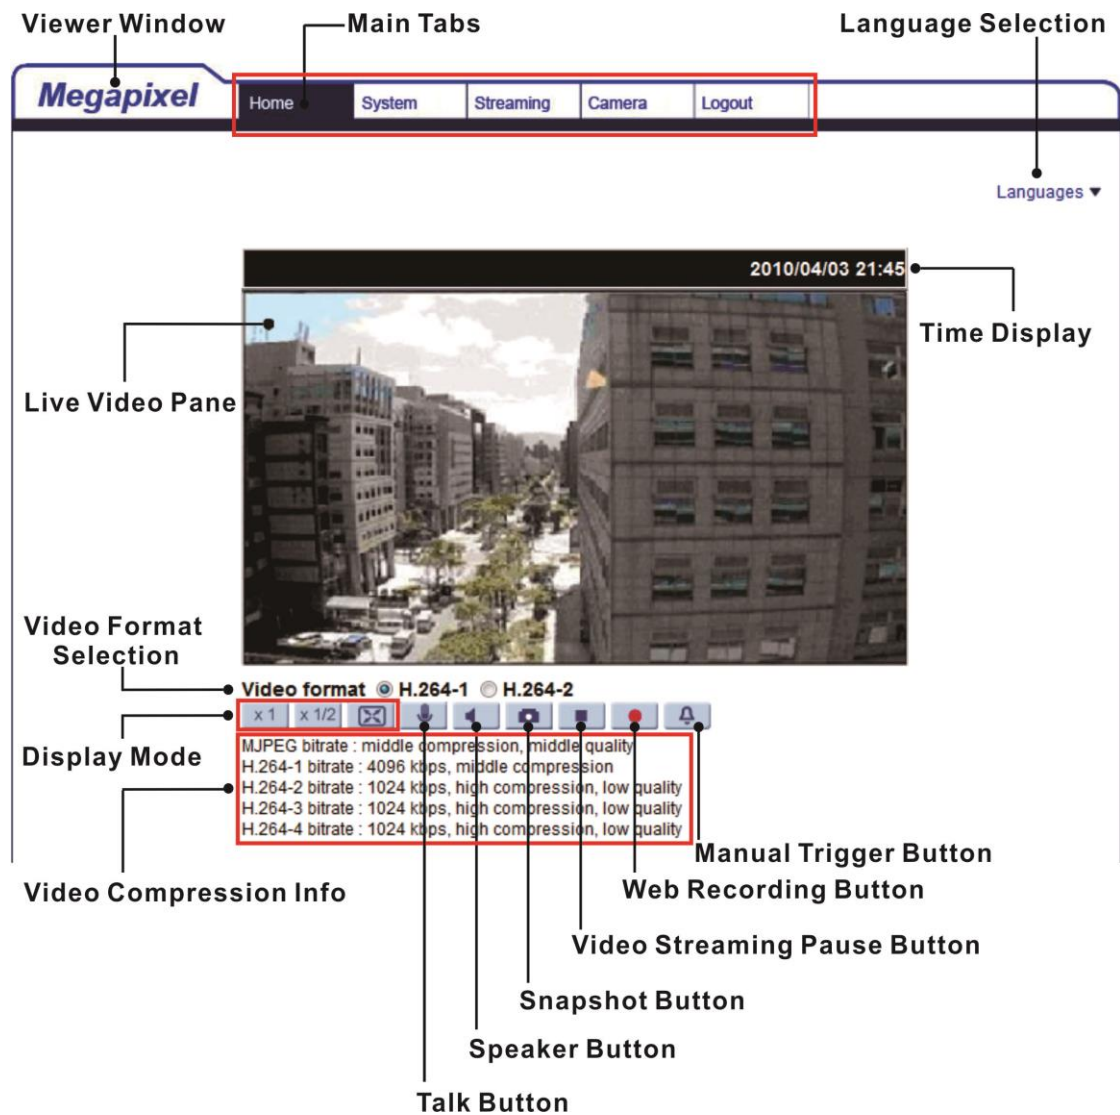 Viewer Window
Main Tabs
Language Selection
Megapixel
Home
System
Streaming
Camera
Logout
Languages ▼
2010/04/03 21:45
Time Display
Live Video Pane
Video Format
Selection
Video format H.264-1 H.264-2
x 1
x 1/2
Display Mode
MJPEG bitrate : middle compression, middle quality
H.264-1 bitrate : 4096 kbps, middle compression
H.264-2 bitrate : 1024 kbps, high compression, low quality
H.264-3 bitrate : 1024 kbps, high compression, low quality
H.264-4 bitrate : 1024 kbps, high compression, low quality
Manual Trigger Button
Video Compression Info
Web Recording Button
Video Streaming Pause Button
Snapshot Button
Speaker Button
Talk Button